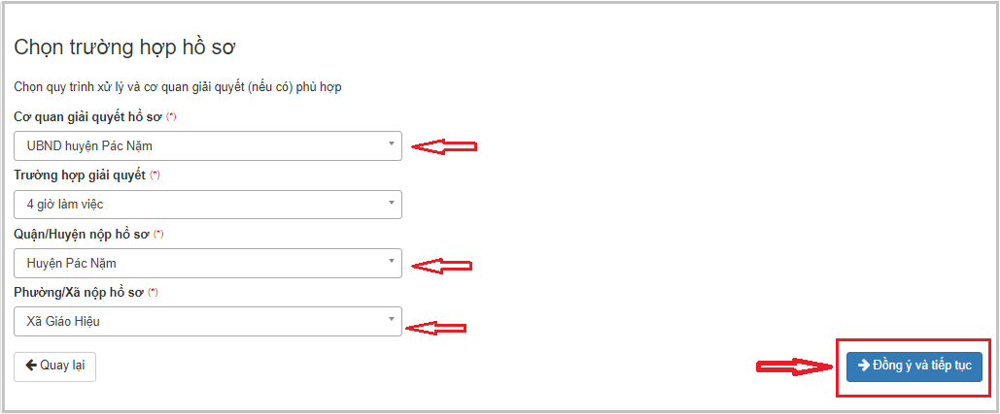 Chọn trường hợp hồ sơ
Chọn quy trình xử lý và cơ quan giải quyết (nếu có) phù hợp
Cơ quan giải quyết hồ sơ (*)
UBND huyện Pác Nặm
Trường hợp giải quyết (*)
4 giờ làm việc
Quận/Huyện nộp hồ sơ (*)
Huyện Pác Nặm
Phường/Xã nộp hồ sơ (*)
Xã Giáo Hiệu
Quay lại
Đồng ý và tiếp tục